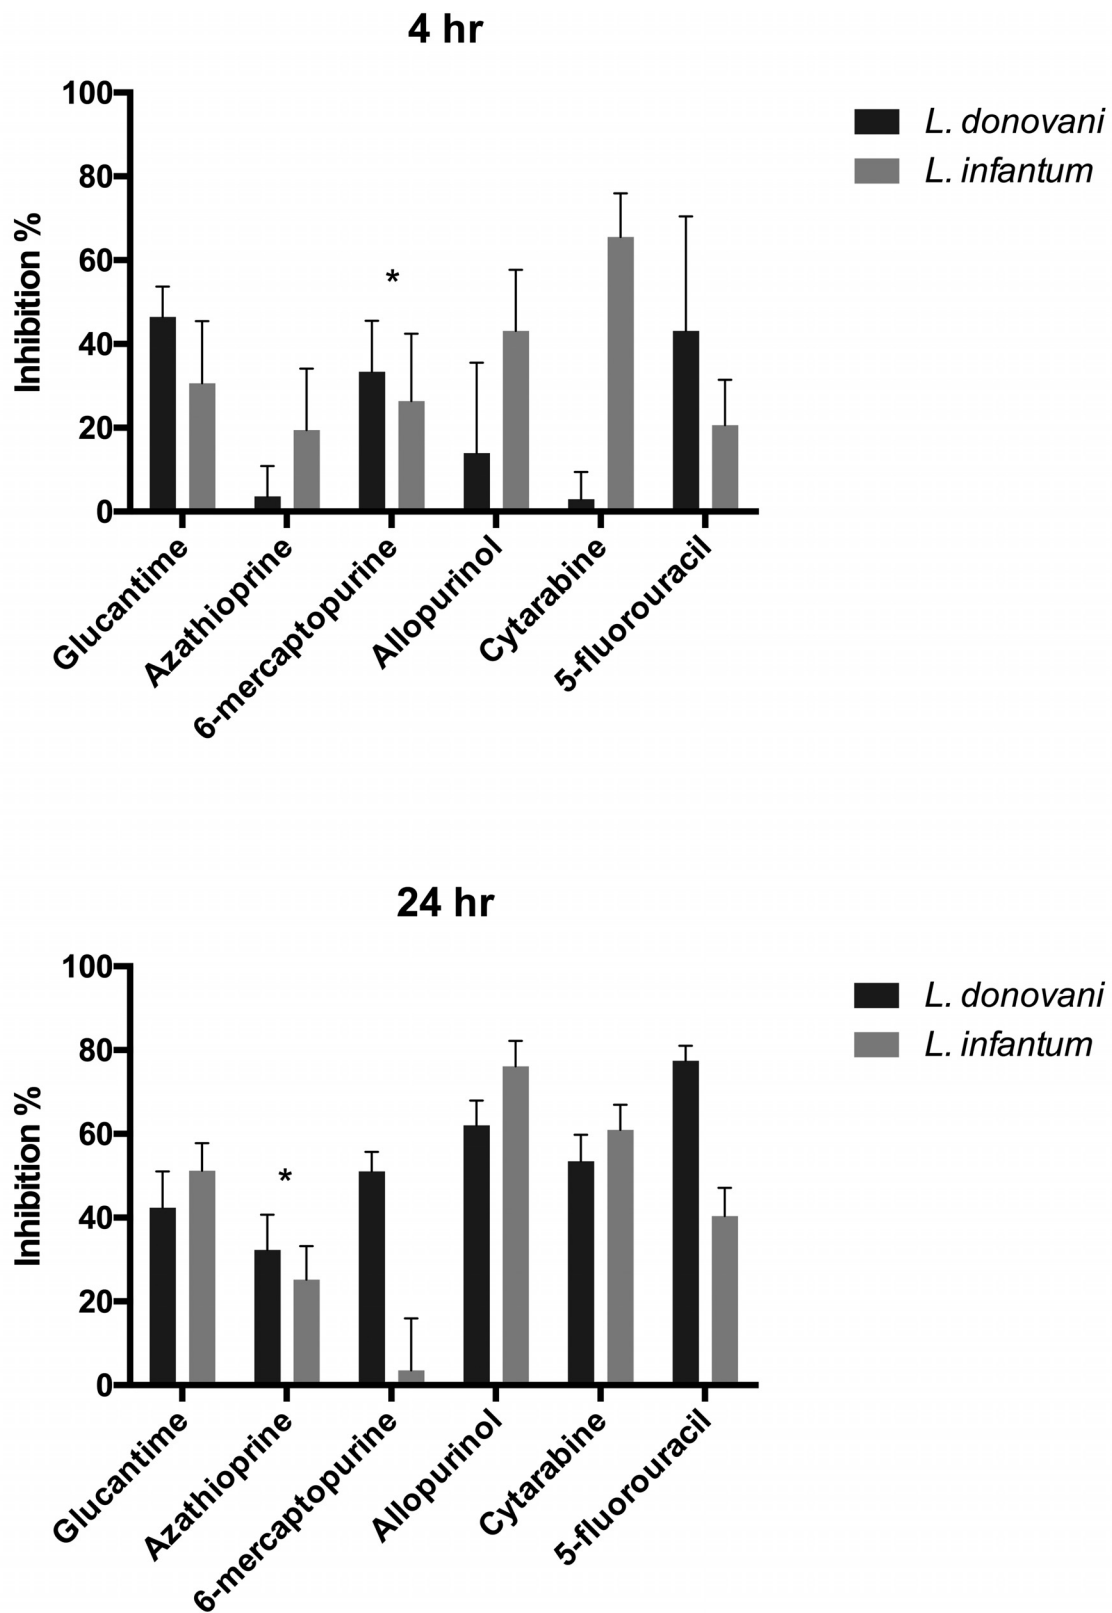 4 hr
100
80
60
40
20
0
Inhibition %
*
L. donovani
L. infantum
Glucantime
Azathioprine
6-mercaptopurine
Allopurinol
Cytarabine
5-fluorouracil
24 hr
100
80
60
40
20
0
Inhibition %
*
L. donovani
L. infantum
Glucantime
Azathioprine
6-mercaptopurine
Allopurinol
Cytarabine
5-fluorouracil